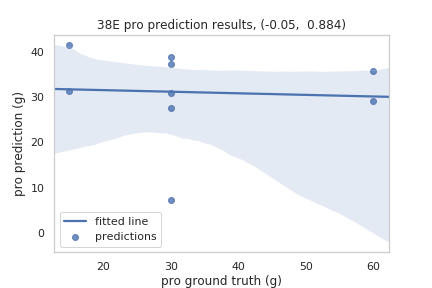 38E pro prediction results, (-0.05,  0.884)
pro prediction (g)
40
30
20
10
0
fitted line
predictions
20
30
40
50
60
pro ground truth (g)